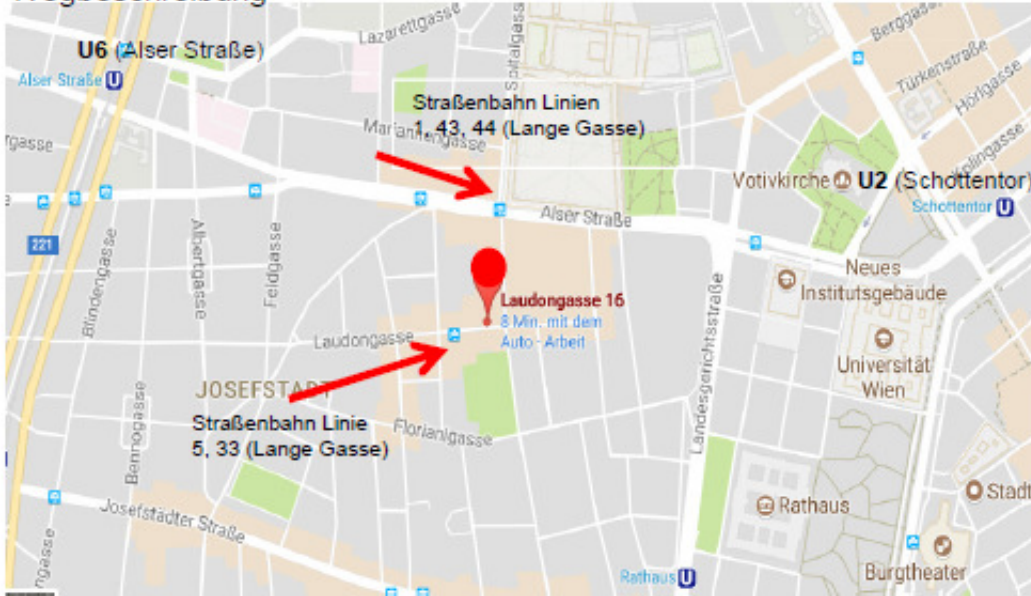 Wegbeschreibung
Lazarettgasse
Spitalgasse
Berggasse
U6 (Alser Straße)
Alser Straße U
Türkenstraße
Hörlgasse
Straßenbahn Linien
1, 43, 44 (Lange Gasse)
Mariannengasse
Kolingasse
Votivkirche U2 (Schottentor)
Schottentor U
Alser Straße
221
Blindengasse
Albertgasse
Feldgasse
Neues
Institutsgebäude
Laudongasse 16
8 Min. mit dem
Auto - Arbeit
Laudongasse
Landesgerichtsstraße
Universität
Wien
JOSEFSTADT
Straßenbahn Linie
5, 33 (Lange Gasse)
Florianigasse
Bennogasse
Josefstädter Straße
Rathaus
Stadt
Burgtheater
Rathaus U